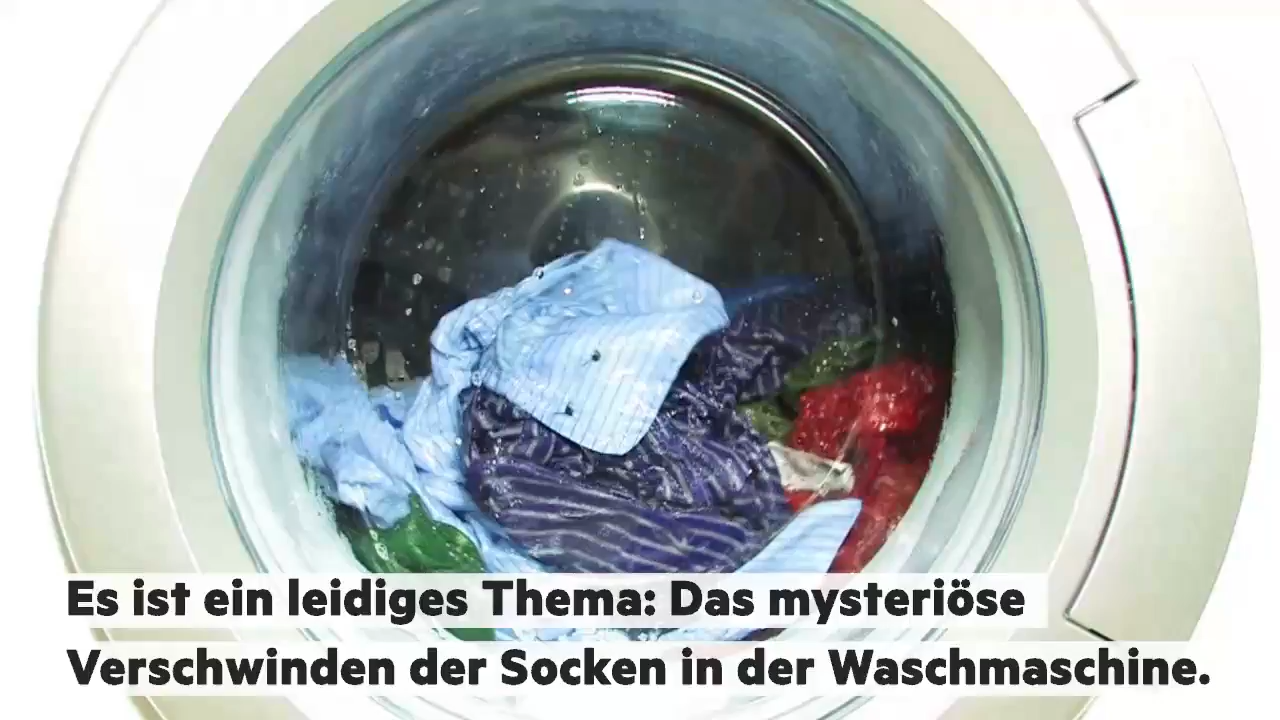 Es ist ein leidiges Thema: Das mysteriöse
Verschwinden der Socken in der Waschmaschine.